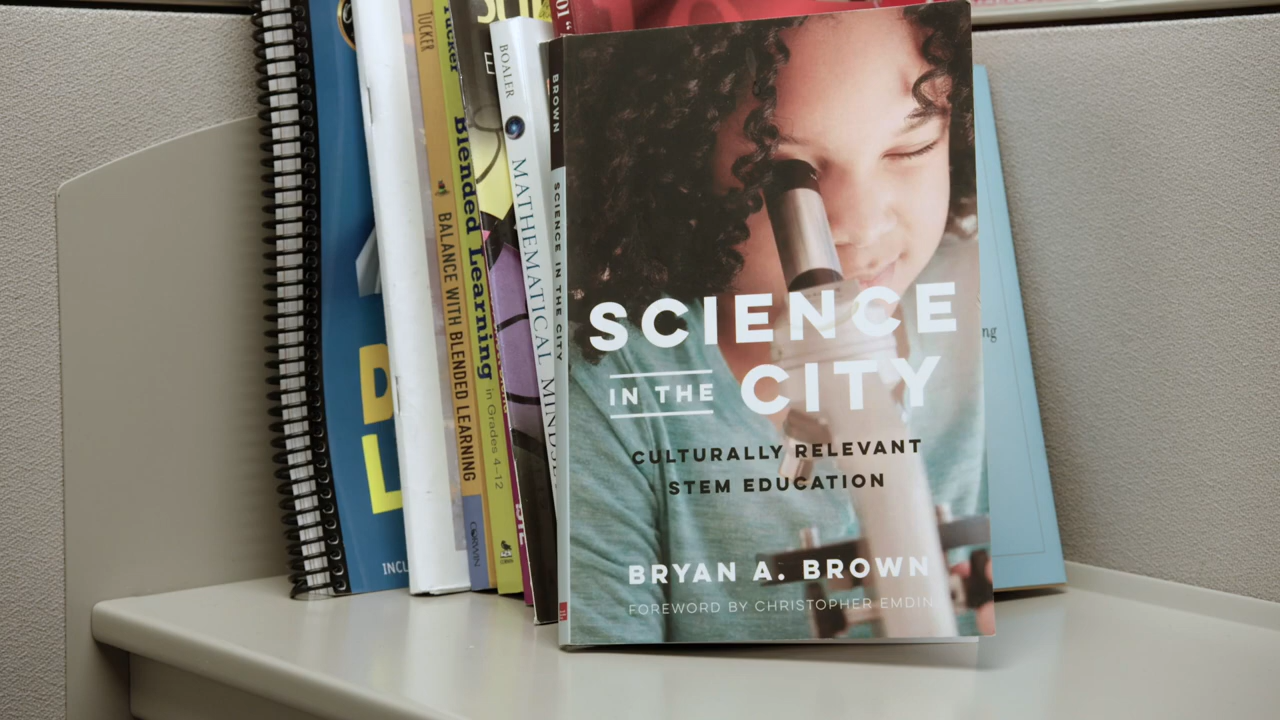 TUCKER
BALANCE WITH BLENDED LEARNING
CORWIN
Tucker
Blended Learning
in Grades 4–12
BOALER
MATHEMATICAL
BROWN
SCIENCE IN THE CITY
SCIENCE
IN THE CITY
CULTURALLY RELEVANT
STEM EDUCATION
BRYAN A. BROWN
FOREWORD BY CHRISTOPHER EMDIN